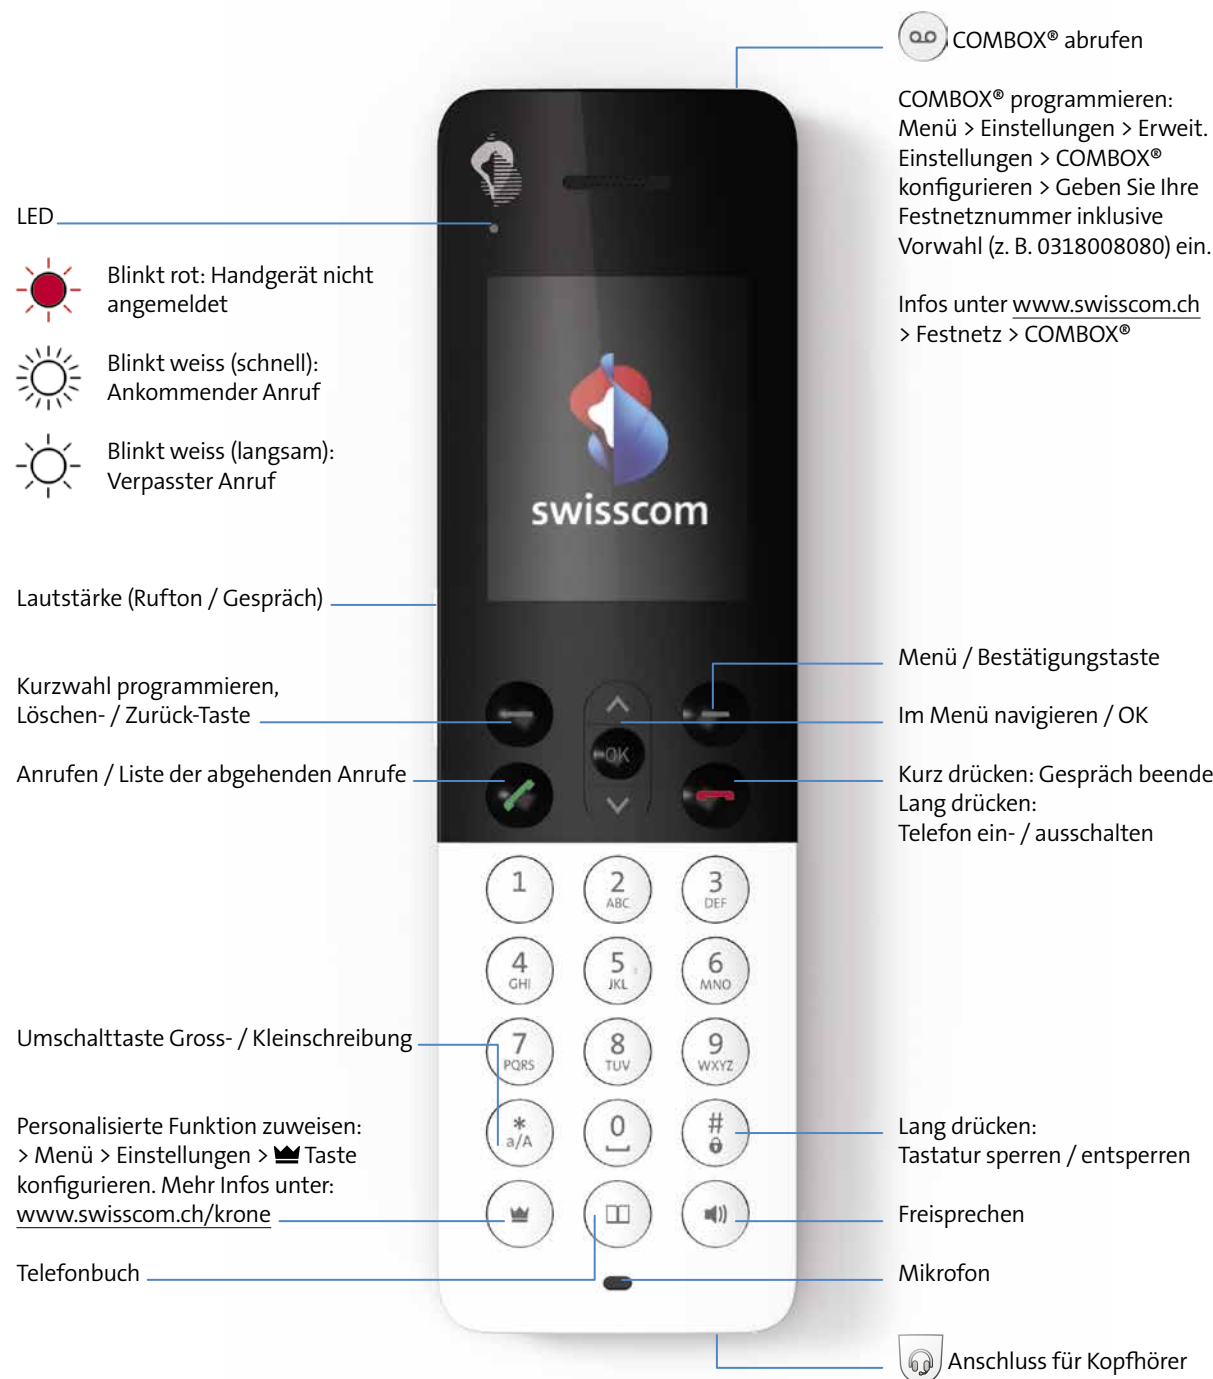 COMBOX® abrufen
COMBOX® programmieren:
Menü > Einstellungen > Erweit.
Einstellungen > COMBOX®
konfigurieren > Geben Sie Ihre
Festnetznummer inklusive
Vorwahl (z. B. 0318008080) ein.
Infos unter www.swisscom.ch
> Festnetz > COMBOX®
LED
Blinkt rot: Handgerät nicht
angemeldet
Blinkt weiss (schnell):
Ankommender Anruf
Blinkt weiss (langsam):
Verpasster Anruf
swisscom
Lautstärke (Rufton / Gespräch)
Kurzwahl programmieren,
Löschen- / Zurück-Taste
Anrufen / Liste der abgehenden Anrufe
Menü / Bestätigungstaste
Im Menü navigieren / OK
Kurz drücken: Gespräch beende
Lang drücken:
Telefon ein- / ausschalten
OK
1
2
ABC
3
DEF
4
GHI
5
JKL
6
MNO
7
PQRS
8
TUV
9
WXYZ
*
a/A
0
#
Umschalttaste Gross- / Kleinschreibung
Personalisierte Funktion zuweisen:
> Menü > Einstellungen > Taste
konfigurieren. Mehr Infos unter:
www.swisscom.ch/krone
Telefonbuch
Lang drücken:
Tastatur sperren / entsperren
Freisprechen
Mikrofon
Anschluss für Kopfhörer